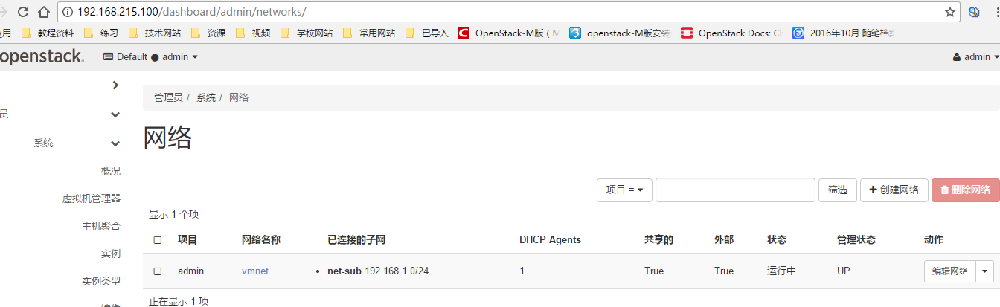 192.168.215.100/dashboard/admin/networks/
应用 教程资料 练习 技术网站 资源 视频 学校网站 常用网站 已导入 OpenStack-M版（ openstack-M版安装 OpenStack Docs: 2016年10月 随笔档案
openstack. Default admin admin
管理员 / 系统 / 网络
员
网络
系统
概况
虚拟机管理器
项目 = 筛选 创建网络 删除网络
显示 1 个项
主机聚合
项目 网络名称 已连接的子网 DHCP Agents 共享的 外部 状态 管理状态 动作
实例
admin vmnet • net-sub 192.168.1.0/24 1 True True 运行中 UP 编辑网络
实例类型
正在显示 1 项
镜像